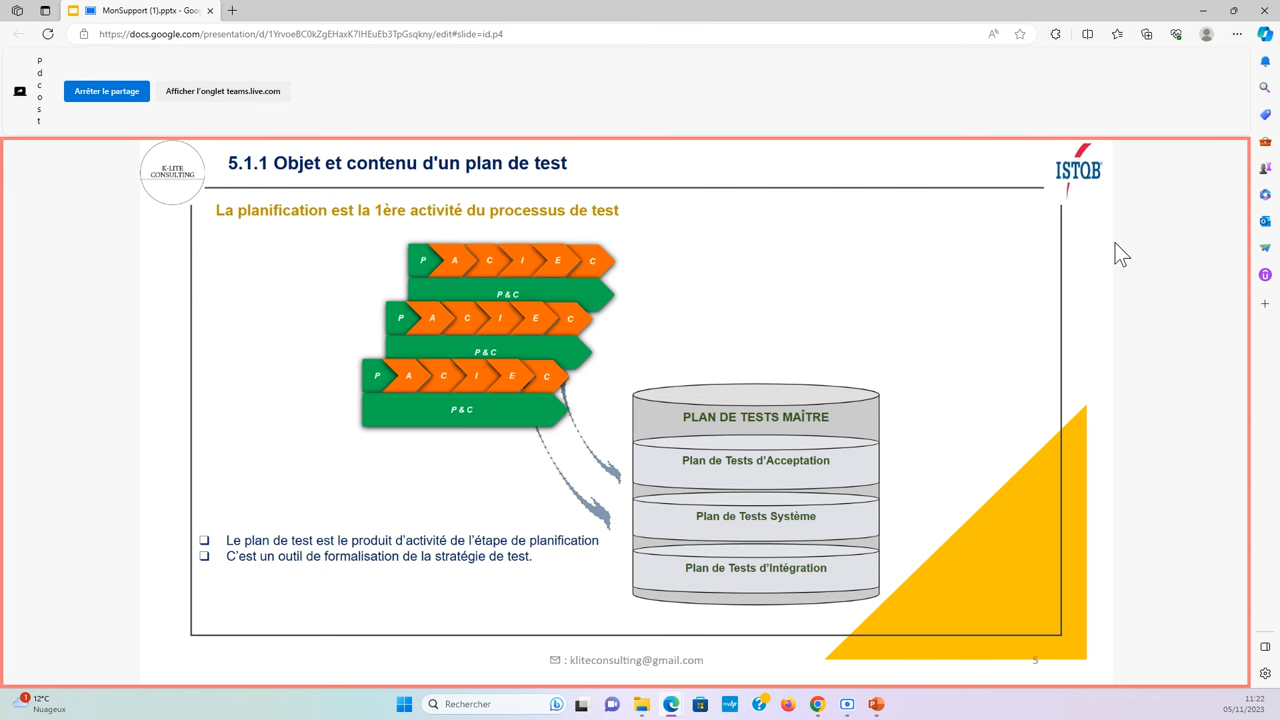 MonSupport (1).pptx - Goo
https://docs.google.com/presentation/d/1YrvoeBC0kZgEHaxK7IHEuEb3TpGsqkny/edit#slide=id.p4
P
d
c
o
s
t
Arrêter le partage
Afficher l'onglet teams.live.com
K-LITE
CONSULTING
5.1.1 Objet et contenu d'un plan de test
ISTQB®
La planification est la 1ère activité du processus de test
P A C I E C
P & C
P A C I E C
P & C
P A C I E C
P & C
PLAN DE TESTS MAÎTRE
Plan de Tests d'Acceptation
Plan de Tests Système
Plan de Tests d'Intégration
❑ Le plan de test est le produit d'activité de l'étape de planification
❑ C'est un outil de formalisation de la stratégie de test.
✉ : kliteconsulting@gmail.com
5
1
12°C
Nuageux
Rechercher
11:22
05/11/2023